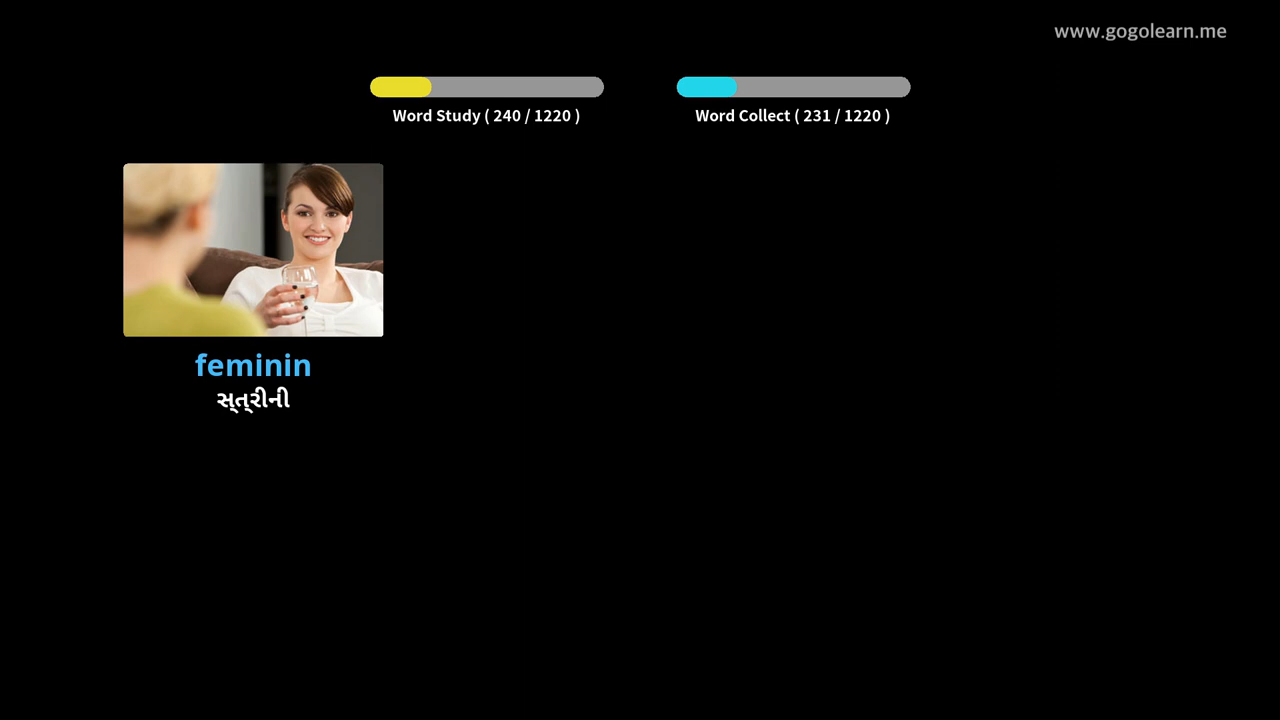 www.gogolearn.me
Word Study ( 240 / 1220 )
Word Collect ( 231 / 1220 )
feminin
સ્ત્રીની